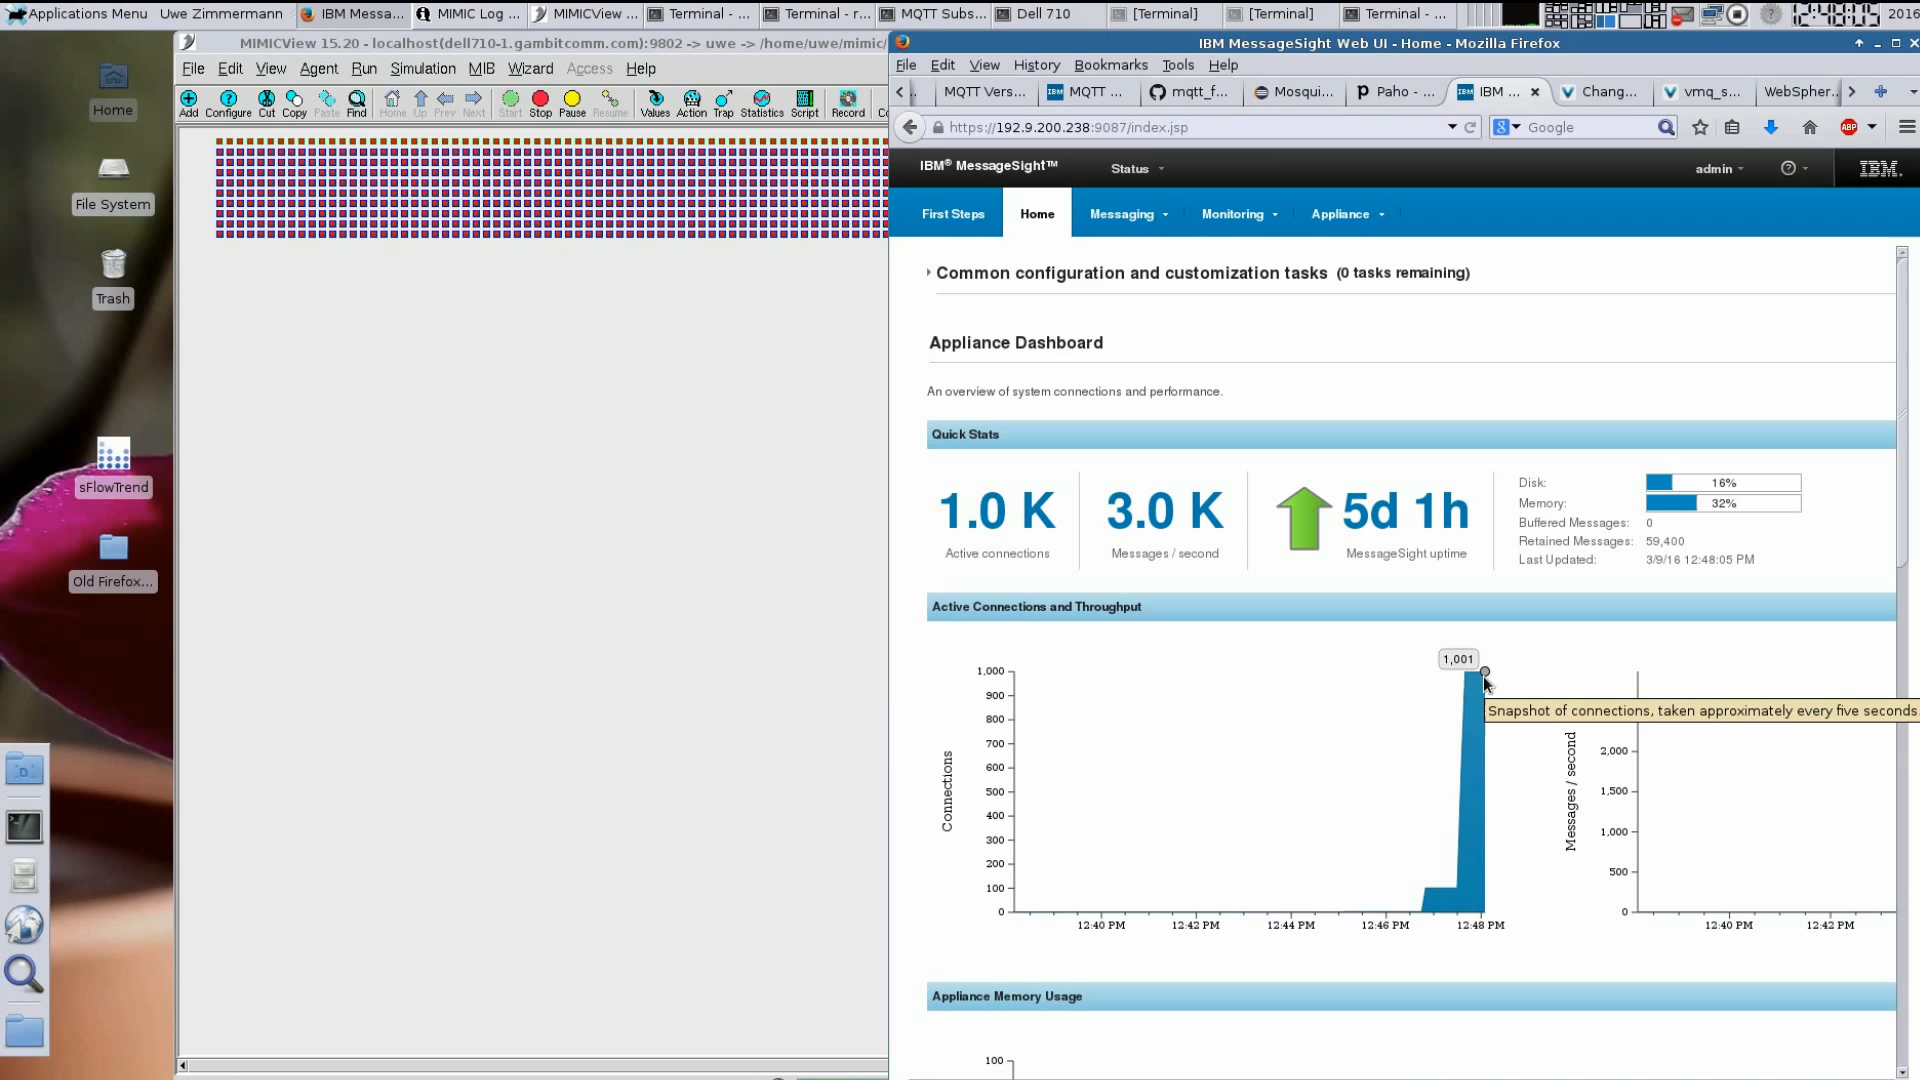 Applications Menu Uwe Zimmermann IBM Messa... MIMIC Log ... MIMICView ... Terminal - ... Terminal - r... MQTT Subs... Dell 710 [Terminal] [Terminal] Terminal - ... 2016
MIMICView 15.20 - localhost(dell710-1.gambitcomm.com):9802 -> uwe -> /home/uwe/mimic/
File Edit View Agent Run Simulation MIB Wizard Access Help
Add Configure Cut Copy Paste Find Home Up Prev Next Start Stop Pause Resume Values Action Trap Statistics Script Record
Home
File System
Trash
sFlowTrend
Old Firefox...
IBM MessageSight Web UI - Home - Mozilla Firefox
File Edit View History Bookmarks Tools Help
MQTT Vers... MQTT ... mqtt_f... Mosqui... Paho - ... IBM ... Chang... vmq_s... WebSpher...
https://192.9.200.238:9087/index.jsp Google ABP
IBM® MessageSight™ Status admin IBM.
First Steps Home Messaging Monitoring Appliance
Common configuration and customization tasks (0 tasks remaining)
Appliance Dashboard
An overview of system connections and performance.
Quick Stats
1.0 K
Active connections
3.0 K
Messages / second
5d 1h
MessageSight uptime
Disk: 16%
Memory: 32%
Buffered Messages: 0
Retained Messages: 59,400
Last Updated: 3/9/16 12:48:05 PM
Active Connections and Throughput
1,001
Snapshot of connections, taken approximately every five seconds
Connections
1,000
900
800
700
600
500
400
300
200
100
0
12:40 PM 12:42 PM 12:44 PM 12:46 PM 12:48 PM
Messages / second
2,000
1,500
1,000
500
0
12:40 PM 12:42 PM
Appliance Memory Usage
100